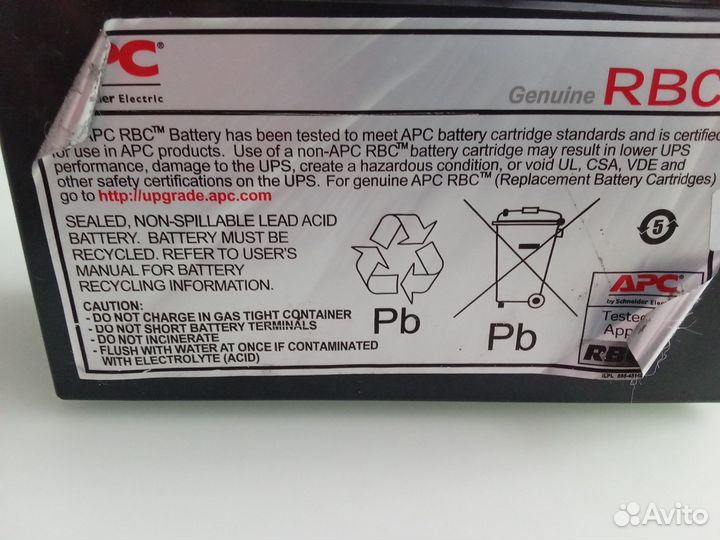 APC®
Electric
Genuine RBC
APC RBC™ Battery has been tested to meet APC battery cartridge standards and is certified
for use in APC products. Use of a non-APC RBC™ battery cartridge may result in lower UPS
performance, damage to the UPS, create a hazardous condition, or void UL, CSA, VDE and
other safety certifications on the UPS. For genuine APC RBC™ (Replacement Battery Cartridges)
go to http://upgrade.apc.com
SEALED, NON-SPILLABLE LEAD ACID
BATTERY. BATTERY MUST BE
RECYCLED. REFER TO USER'S
MANUAL FOR BATTERY
RECYCLING INFORMATION.
CAUTION:
- DO NOT CHARGE IN GAS TIGHT CONTAINER
- DO NOT SHORT BATTERY TERMINALS
- DO NOT INCINERATE
- FLUSH WITH WATER AT ONCE IF CONTAMINATED
WITH ELECTROLYTE (ACID)
Pb
Pb
5
APC
by Schneider
Avito